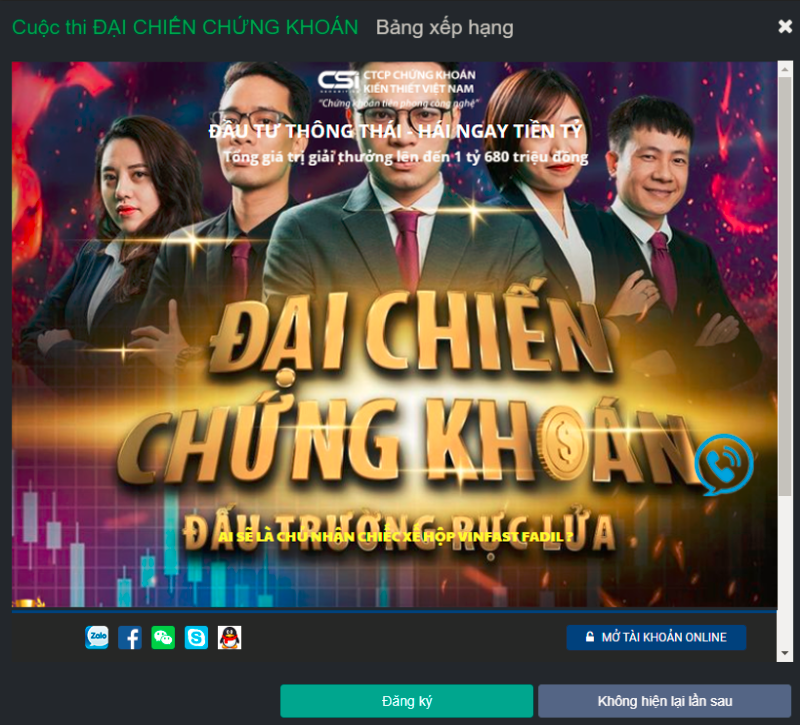 Cuộc thi ĐẠI CHIẾN CHỨNG KHOÁN Bảng xếp hạng
CSI CTCP CHỨNG KHOÁN
SECURITIES KIẾN THIẾT VIỆT NAM
"Chứng khoán tiên phong công nghệ"
ĐẦU TƯ THÔNG THÁI - HÁI NGAY TIỀN TỶ
Tổng giá trị giải thưởng lên đến 1 tỷ 680 triệu đồng
ĐẠI CHIẾN
CHỨNG KHOÁN
ĐẤU TRƯỜNG RỰC LỬA
AI SẼ LÀ CHỦ NHÂN CHIẾC XẾ HỘP VINFAST FADIL ?
Zalo
MỞ TÀI KHOẢN ONLINE
Đăng ký Không hiện lại lần sau